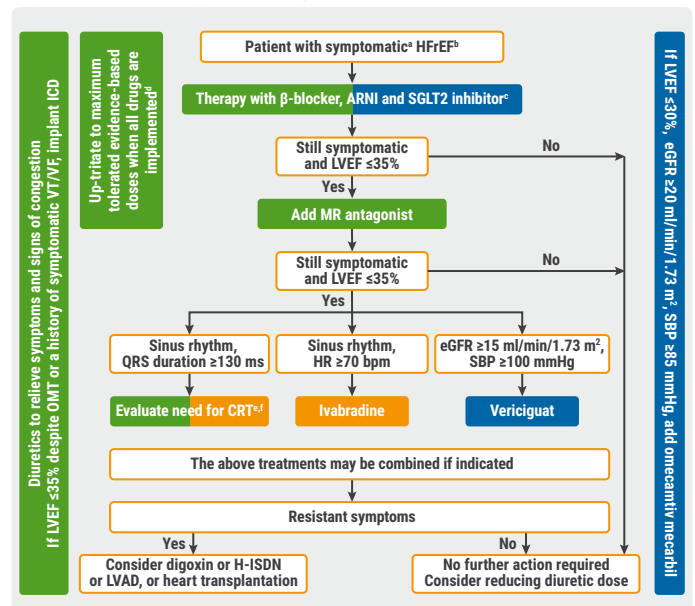 Diuretics to relieve symptoms and signs of congestion
If LVEF ≤35% despite OMT or a history of symptomatic VT/VF, implant ICD
Up-titrate to maximum
tolerated evidence-based
doses when all drugs are
implementedᵈ
Patient with symptomaticᵃ HFrEFᵇ
Therapy with β-blocker, ARNI and SGLT2 inhibitorᶜ
Still symptomatic
and LVEF ≤35%
No
Yes
Add MR antagonist
Still symptomatic
and LVEF ≤35%
No
Yes
Sinus rhythm,
QRS duration ≥130 ms
Sinus rhythm,
HR ≥70 bpm
eGFR ≥15 ml/min/1.73 m²,
SBP ≥100 mmHg
Evaluate need for CRTᵉ,ᶠ
Ivabradine
Vericiguat
The above treatments may be combined if indicated
Resistant symptoms
Yes
No
Consider digoxin or H-ISDN
or LVAD, or heart transplantation
No further action required
Consider reducing diuretic dose
If LVEF ≤30%, eGFR ≥20 ml/min/1.73 m², SBP ≥85 mmHg, add omecamtiv mecarbil